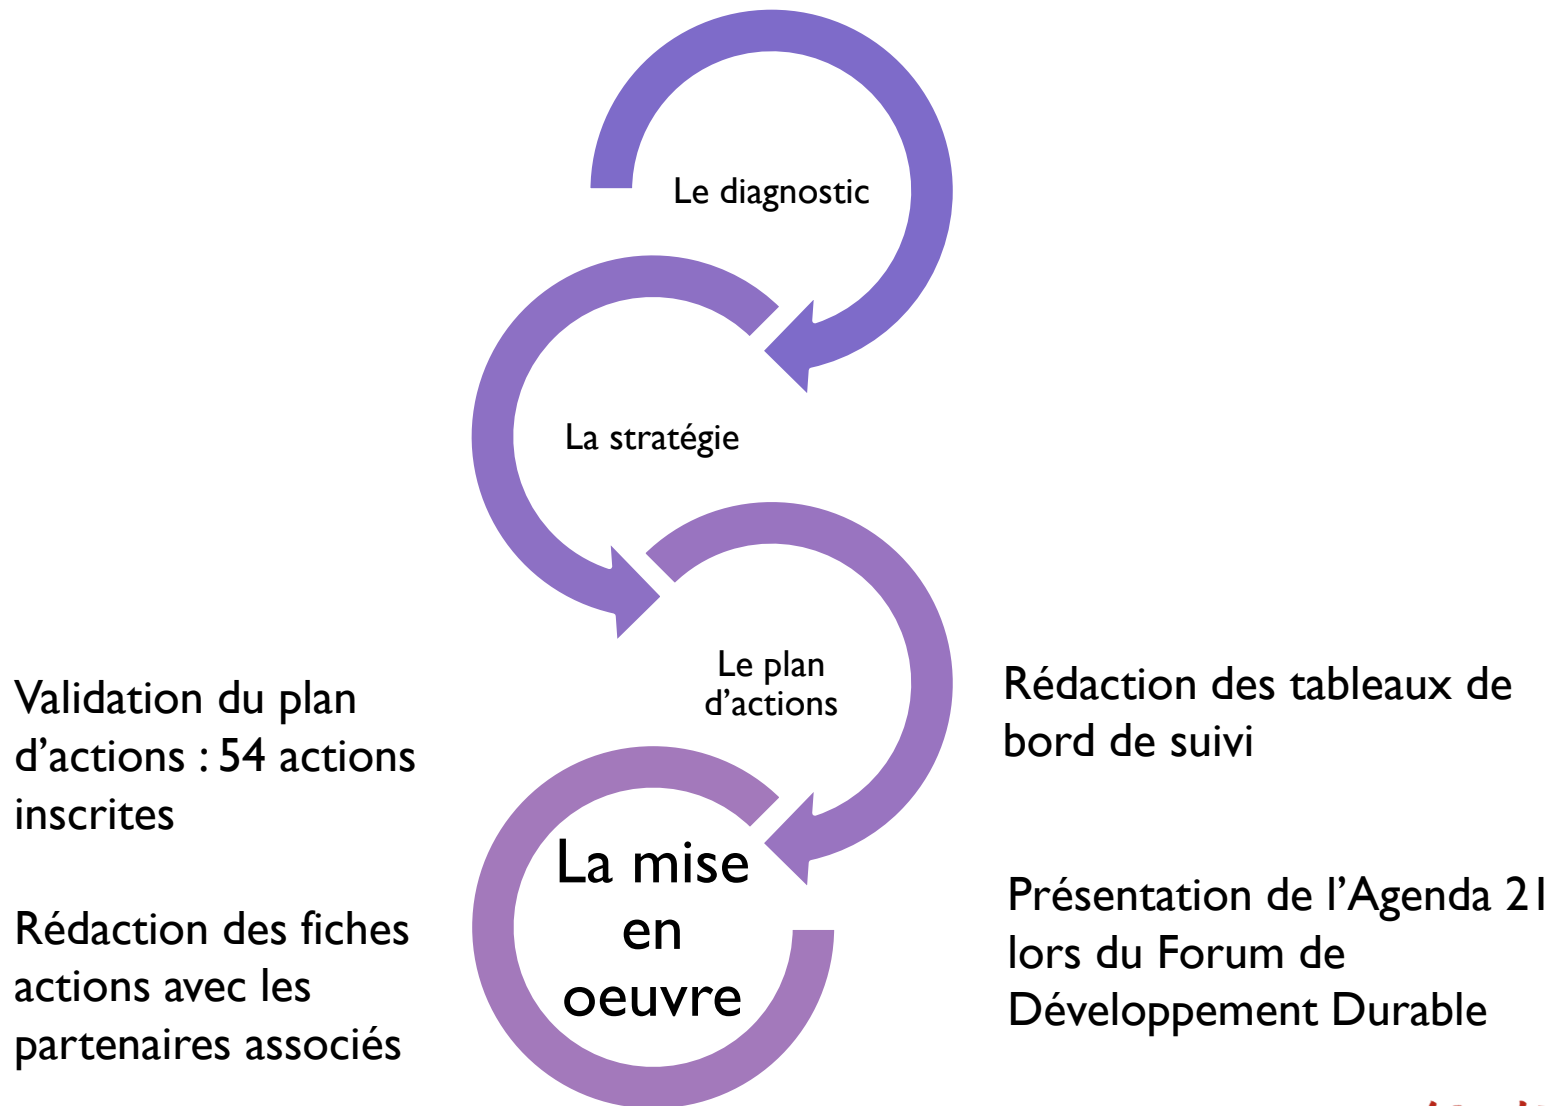 Le diagnostic
La stratégie
Le plan
d’actions
Validation du plan
d’actions : 54 actions
inscrites
Rédaction des fiches
actions avec les
partenaires associés
La mise
en
oeuvre
Rédaction des tableaux de
bord de suivi
Présentation de l’Agenda 21
lors du Forum de
Développement Durable